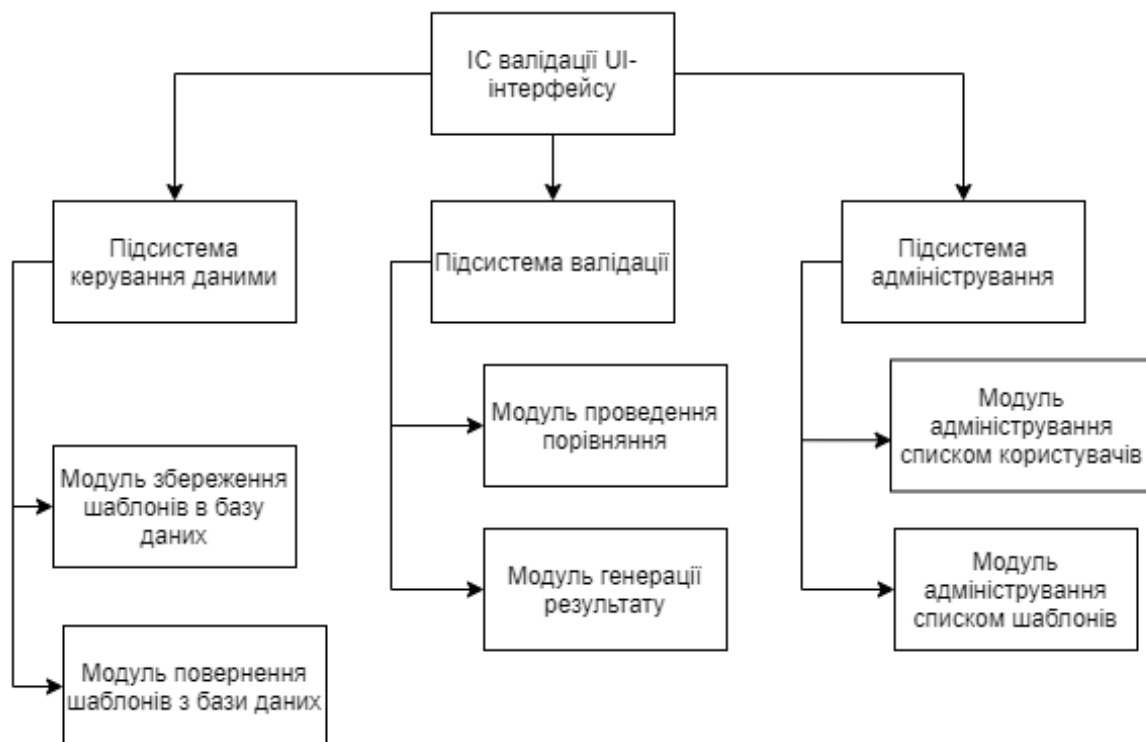 ІС валідації UI-
інтерфейсу
Підсистема
керування даними
Підсистема валідації
Підсистема
адміністрування
Модуль збереження
шаблонів в базу
даних
Модуль повернення
шаблонів з бази даних
Модуль проведення
порівняння
Модуль генерації
результату
Модуль
адміністрування
списком користувачів
Модуль
адміністрування
списком шаблонів